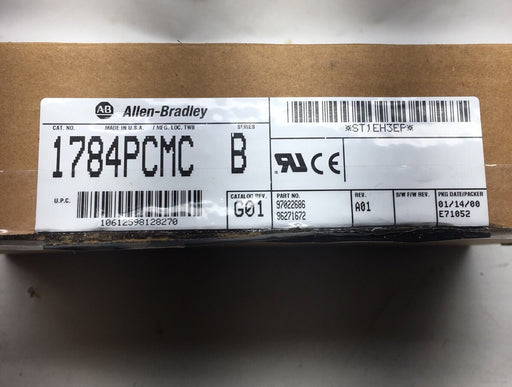 AB Allen-Bradley
CAT. NO. MADE IN U.S.A. / MFG. LOC. TWB SERIES
1784PCMC B
U.P.C.
10612598128270
CATALOG REV.
G01
*ST1EH3EP*
PART NO.
97022686
96271672
REV.
A01
S/W F/W REV.
PKG DATE/PACKER
01/14/00
E71052